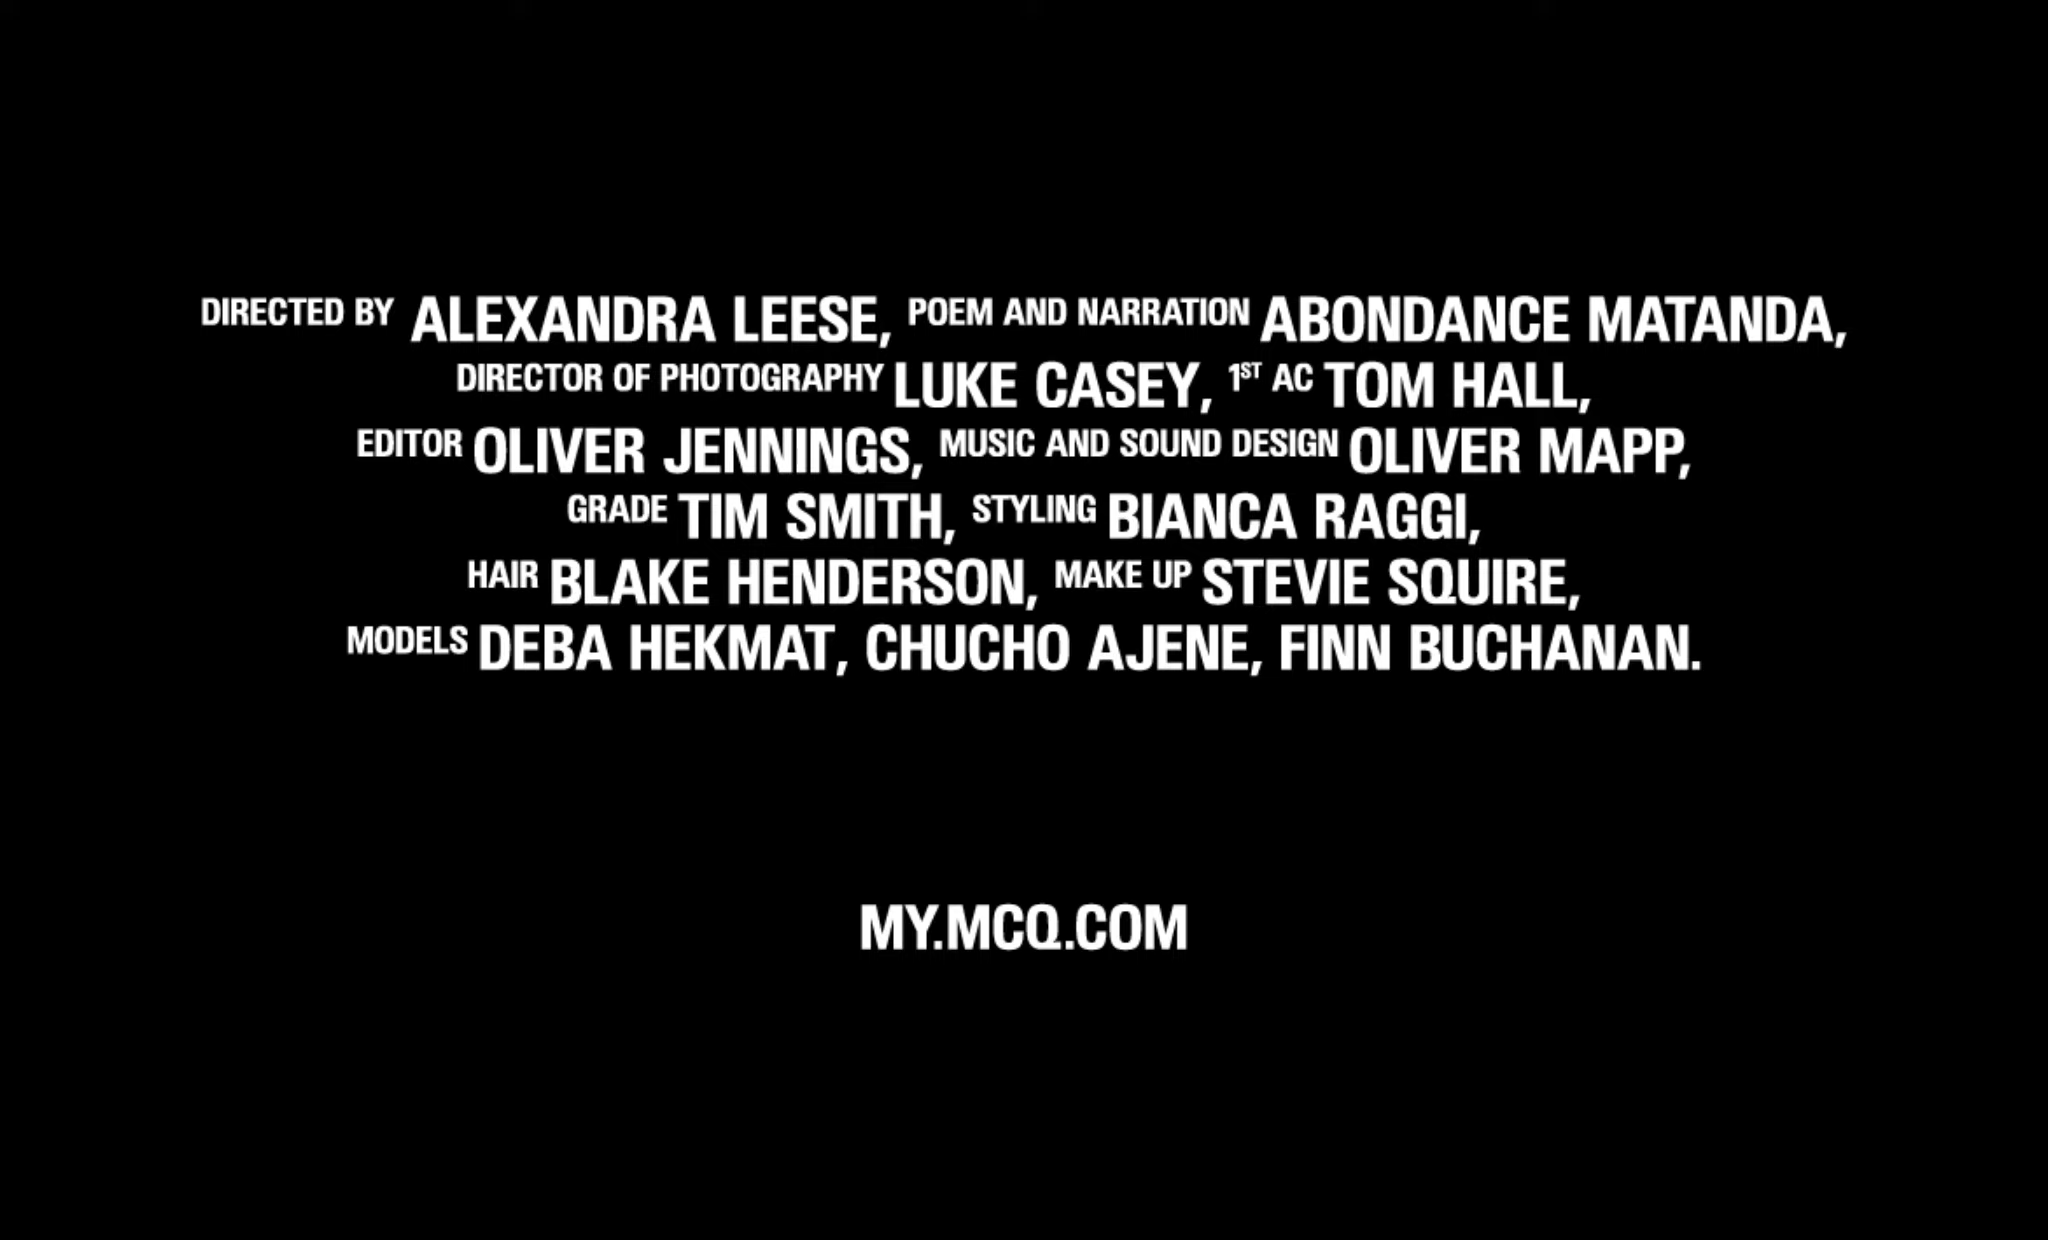 DIRECTED BY ALEXANDRA LEESE, POEM AND NARRATION ABONDANCE MATANDA,
DIRECTOR OF PHOTOGRAPHY LUKE CASEY, 1ST AC TOM HALL,
EDITOR OLIVER JENNINGS, MUSIC AND SOUND DESIGN OLIVER MAPP,
GRADE TIM SMITH, STYLING BIANCA RAGGI,
HAIR BLAKE HENDERSON, MAKE UP STEVIE SQUIRE,
MODELS DEBA HEKMAT, CHUCHO AJENE, FINN BUCHANAN.
MY.MCQ.COM